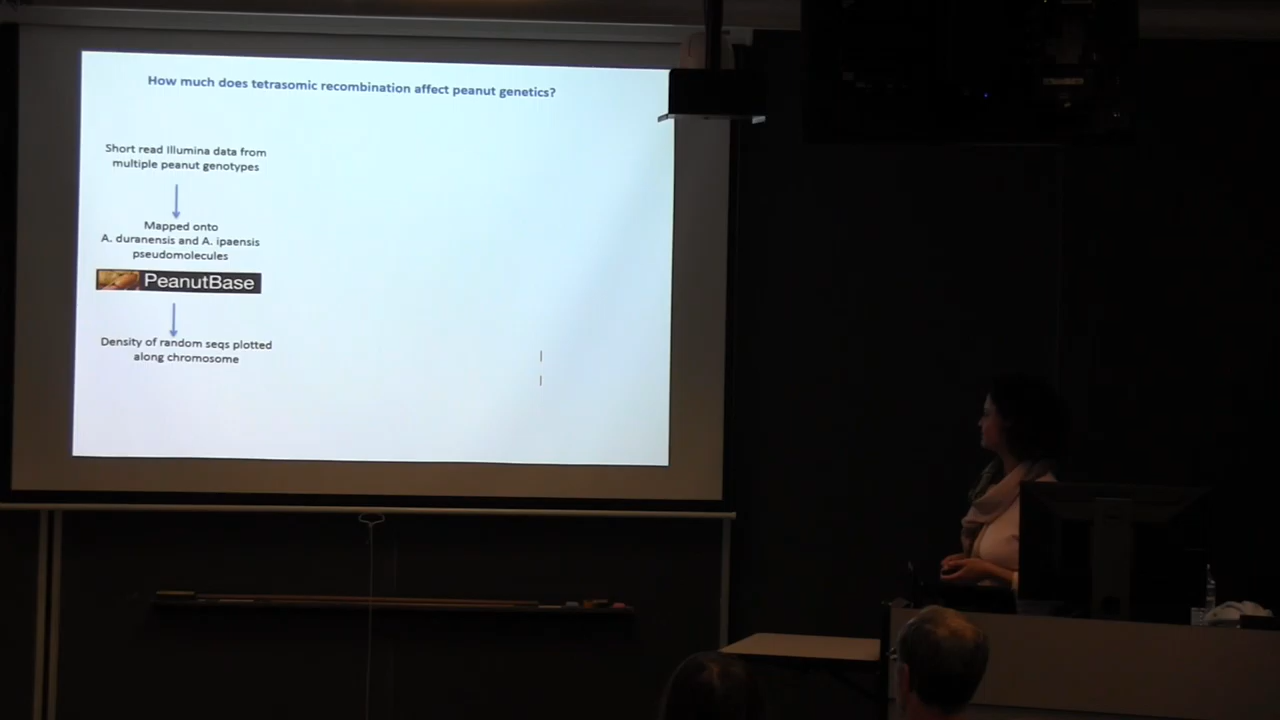 How much does tetrasomic recombination affect peanut genetics?
Short read Illumina data from
multiple peanut genotypes
Mapped onto
A. duranensis and A. ipaensis
pseudomolecules
PeanutBase
Density of random seqs plotted
along chromosome